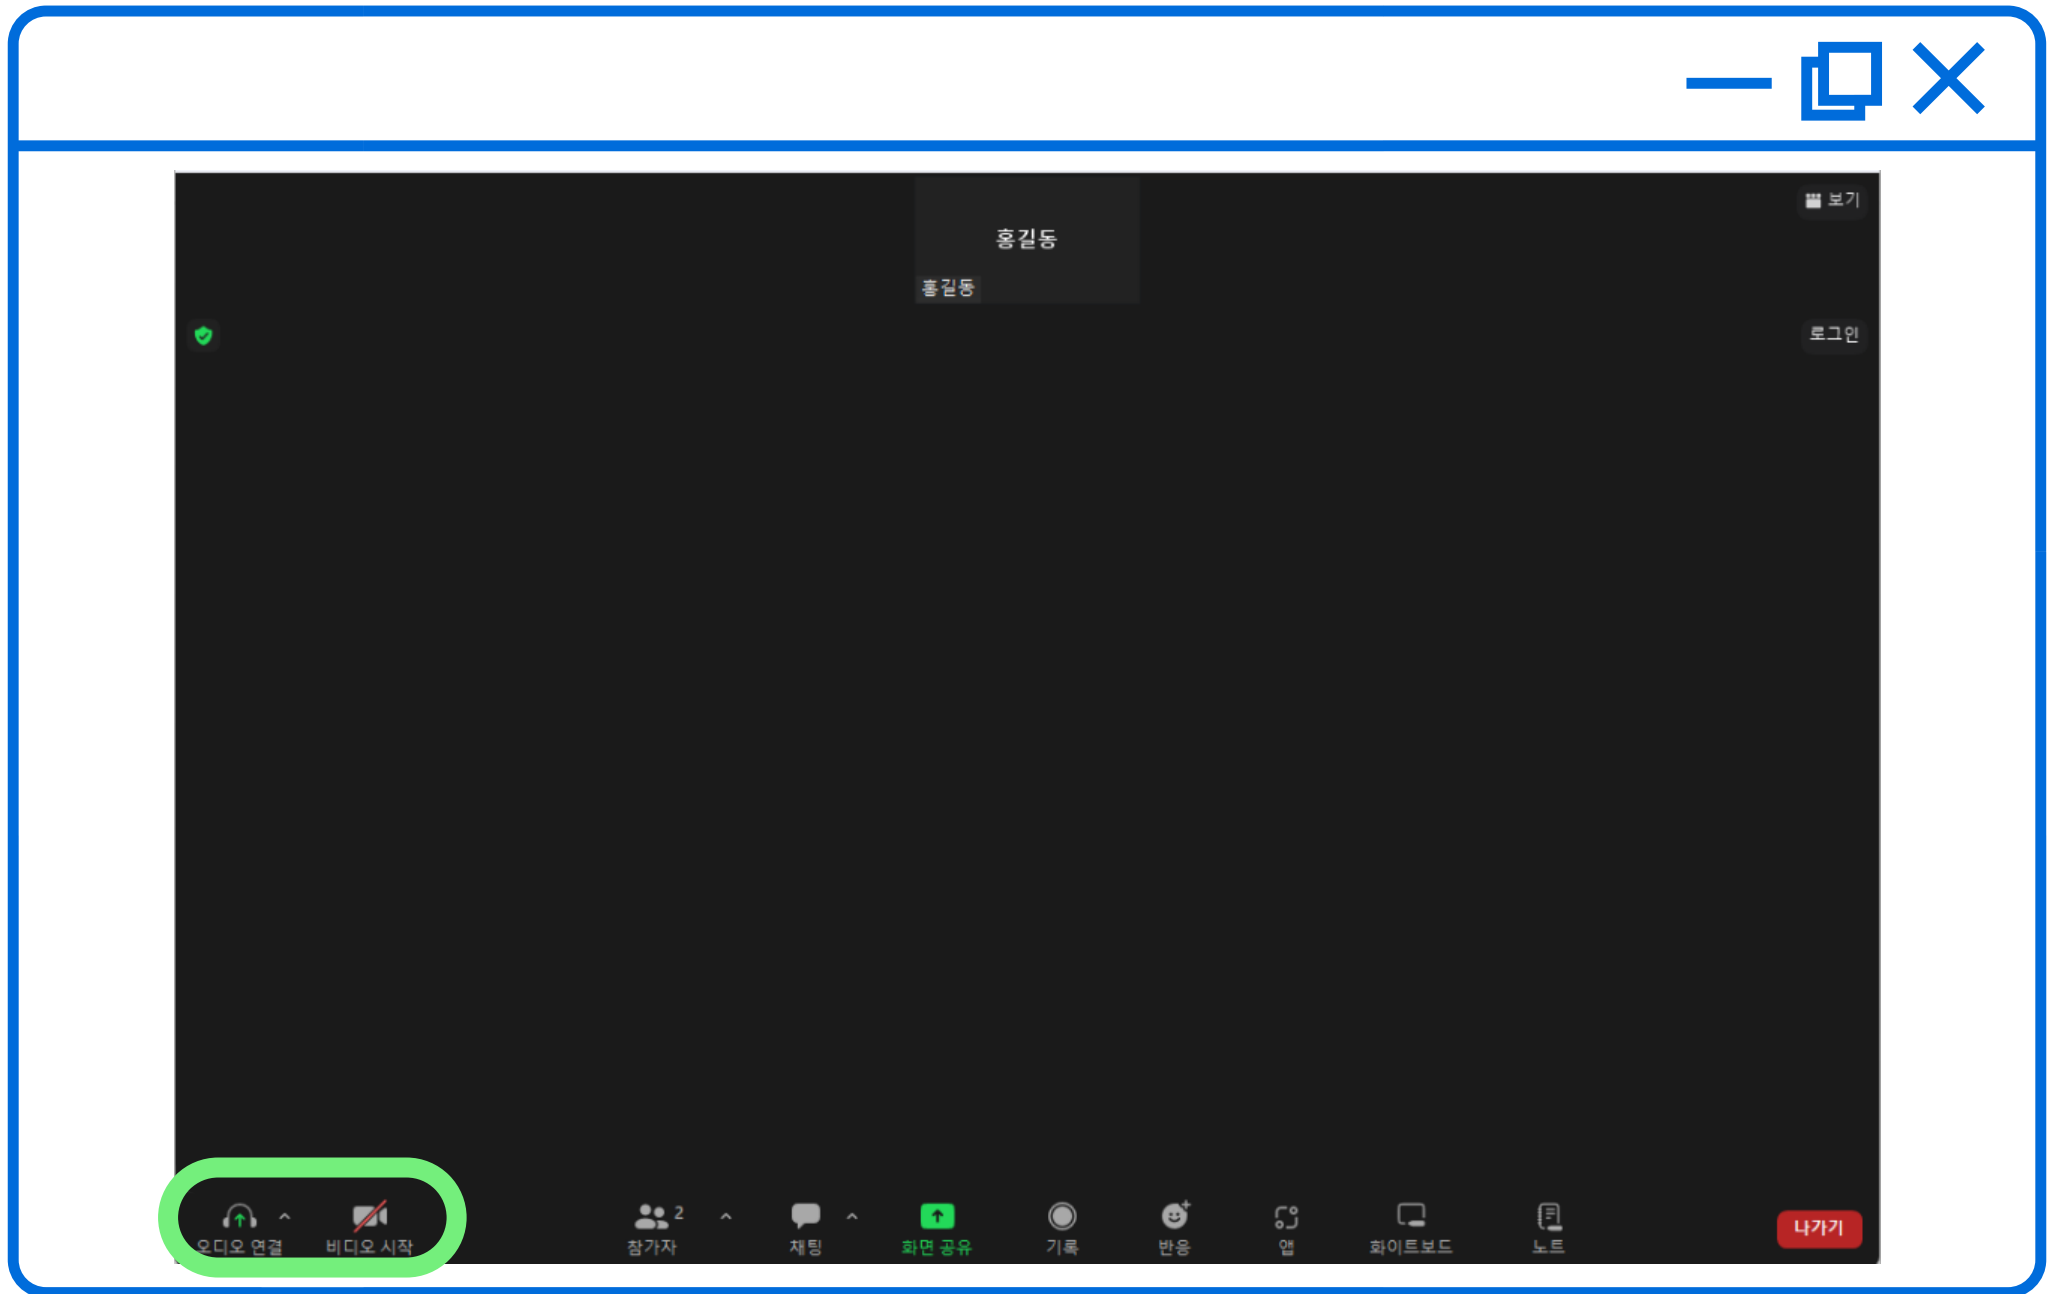 홍길동
보기
홍길동
로그인
오디오 연결
비디오 시작
참가자 2
채팅
화면 공유
기록
반응
앱
화이트보드
노트
나가기